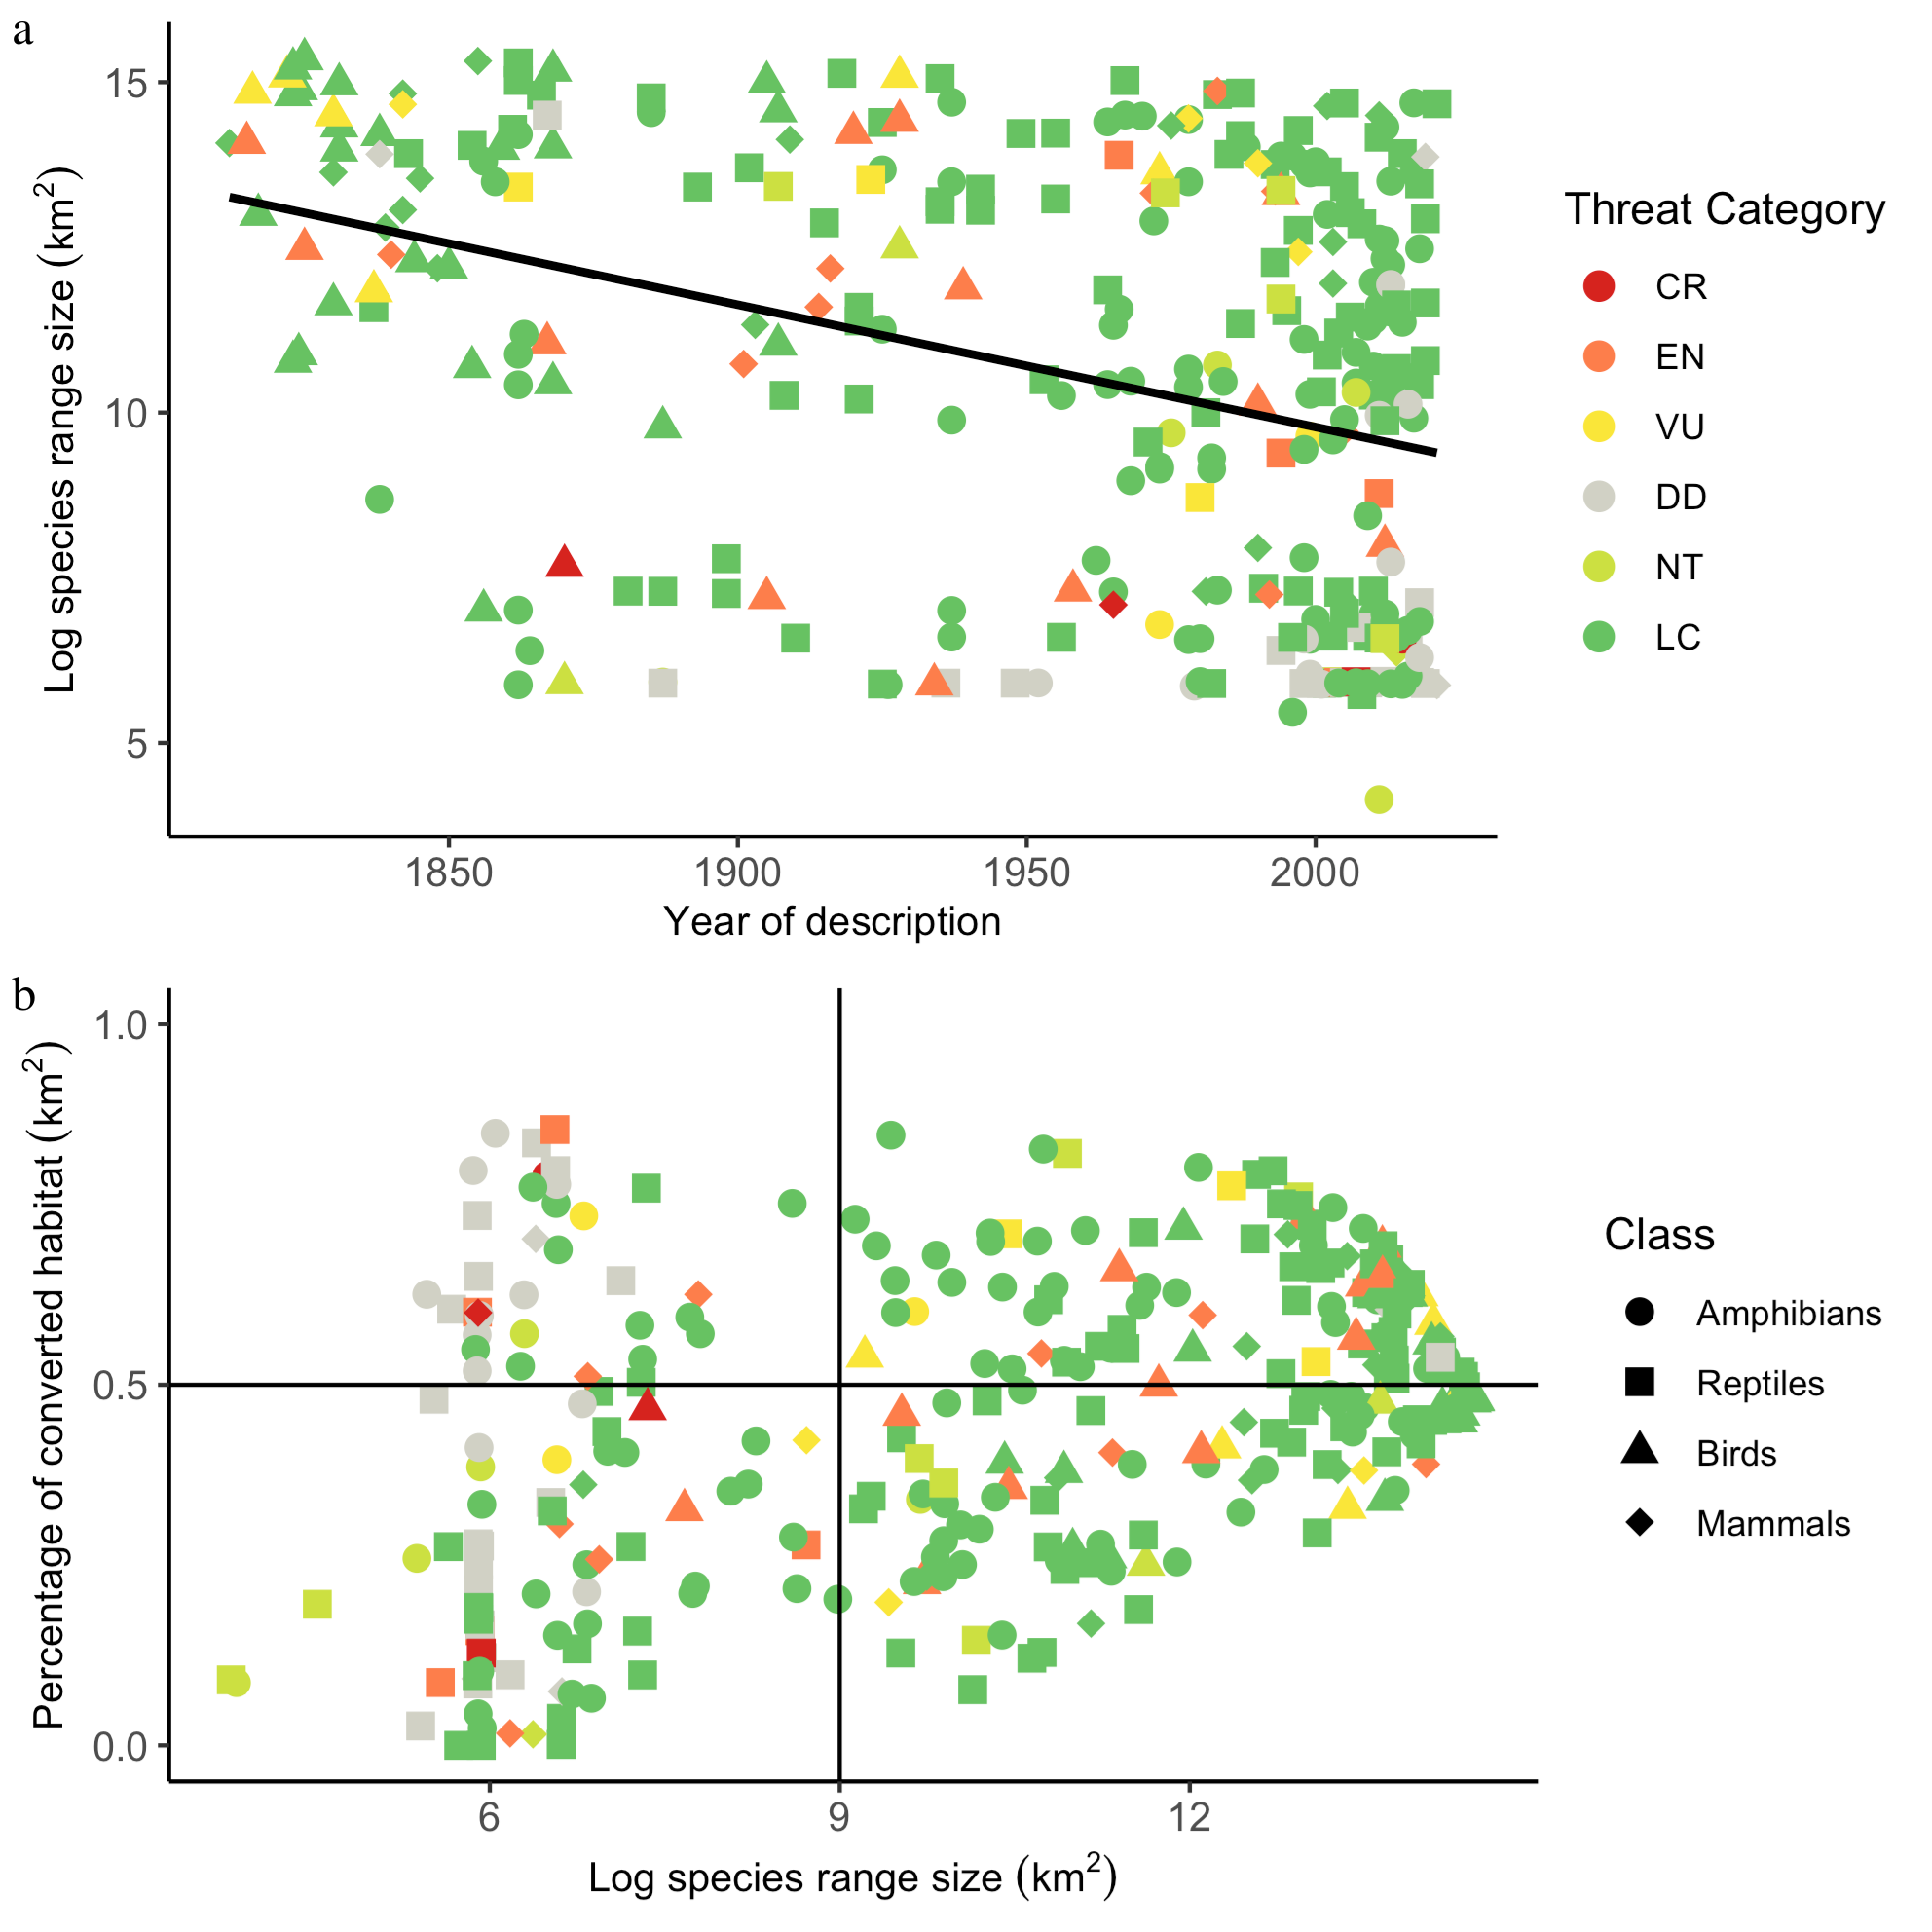 a
Log species range size (km²)
15
10
5
1850
1900
1950
2000
Year of description
Threat Category
CR
EN
VU
DD
NT
LC
b
Percentage of converted habitat (km²)
1.0
0.5
0.0
6
9
12
Log species range size (km²)
Class
Amphibians
Reptiles
Birds
Mammals